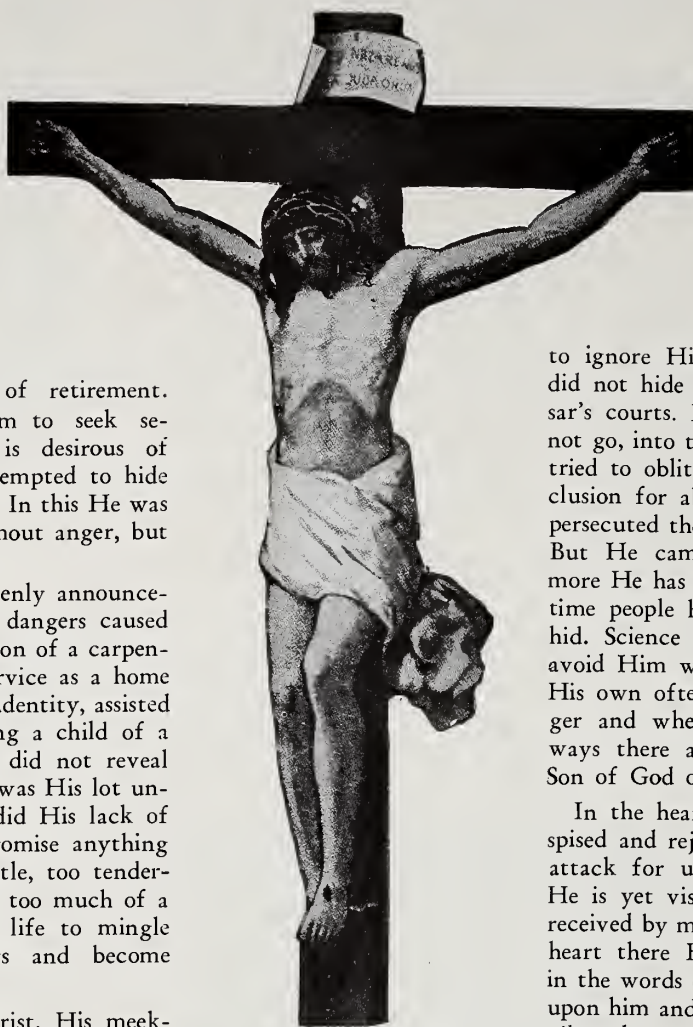 NAZAREN
JUDAORUM
of retirement.
m to seek se-
is desirous of
tempted to hide
In this He was
hout anger, but
enly announce-
dangers caused
on of a carpen-
rvice as a home
dentity, assisted
ng a child of a
did not reveal
was His lot un-
did His lack of
romise anything
tle, too tender-
too much of a
life to mingle
s and become
rist. His meek-
to ignore Hi
did not hide
sar's courts.
not go, into t
tried to oblit
clusion for a
persecuted th
But He cam
more He has
time people h
hid. Science
avoid Him w
His own ofte
ger and whe
ways there a
Son of God o
In the hear
spised and rej
attack for u
He is yet vis
received by m
heart there H
in the words
upon him and